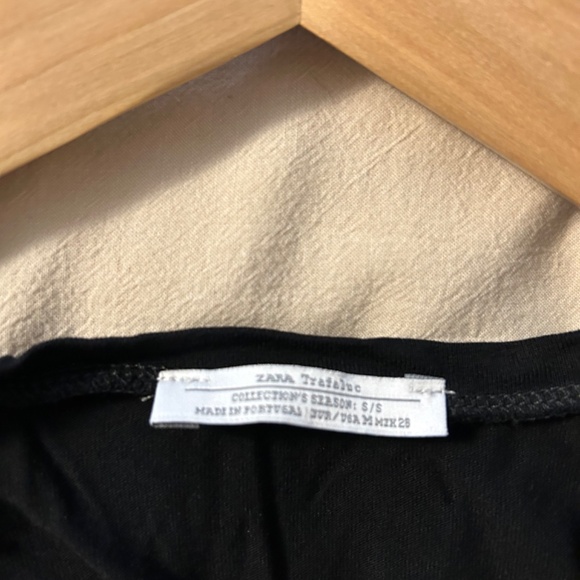 ZARA Trafaluc
COLLECTION'S SEASON: S/S
MADE IN PORTUGAL EUR/USA M MEX 28